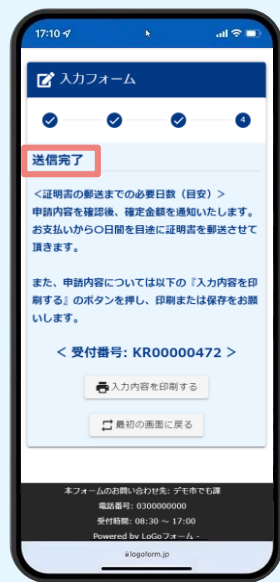 17:10
入力フォーム
4
送信完了
＜証明書の郵送までの必要日数（目安）＞
申請内容を確認後、確定金額を通知いたします。
お支払いから〇日間を目途に証明書を郵送させて
頂きます。
また、申請内容については以下の『入力内容を印
刷する』のボタンを押し、印刷または保存をお願
いします。
＜ 受付番号: KR00000472 ＞
入力内容を印刷する
最初の画面に戻る
本フォームのお問い合わせ先: デモ市でも課
電話番号: 0300000000
受付時間: 08:30 ～ 17:00
Powered by LoGoフォーム -
logoform.jp